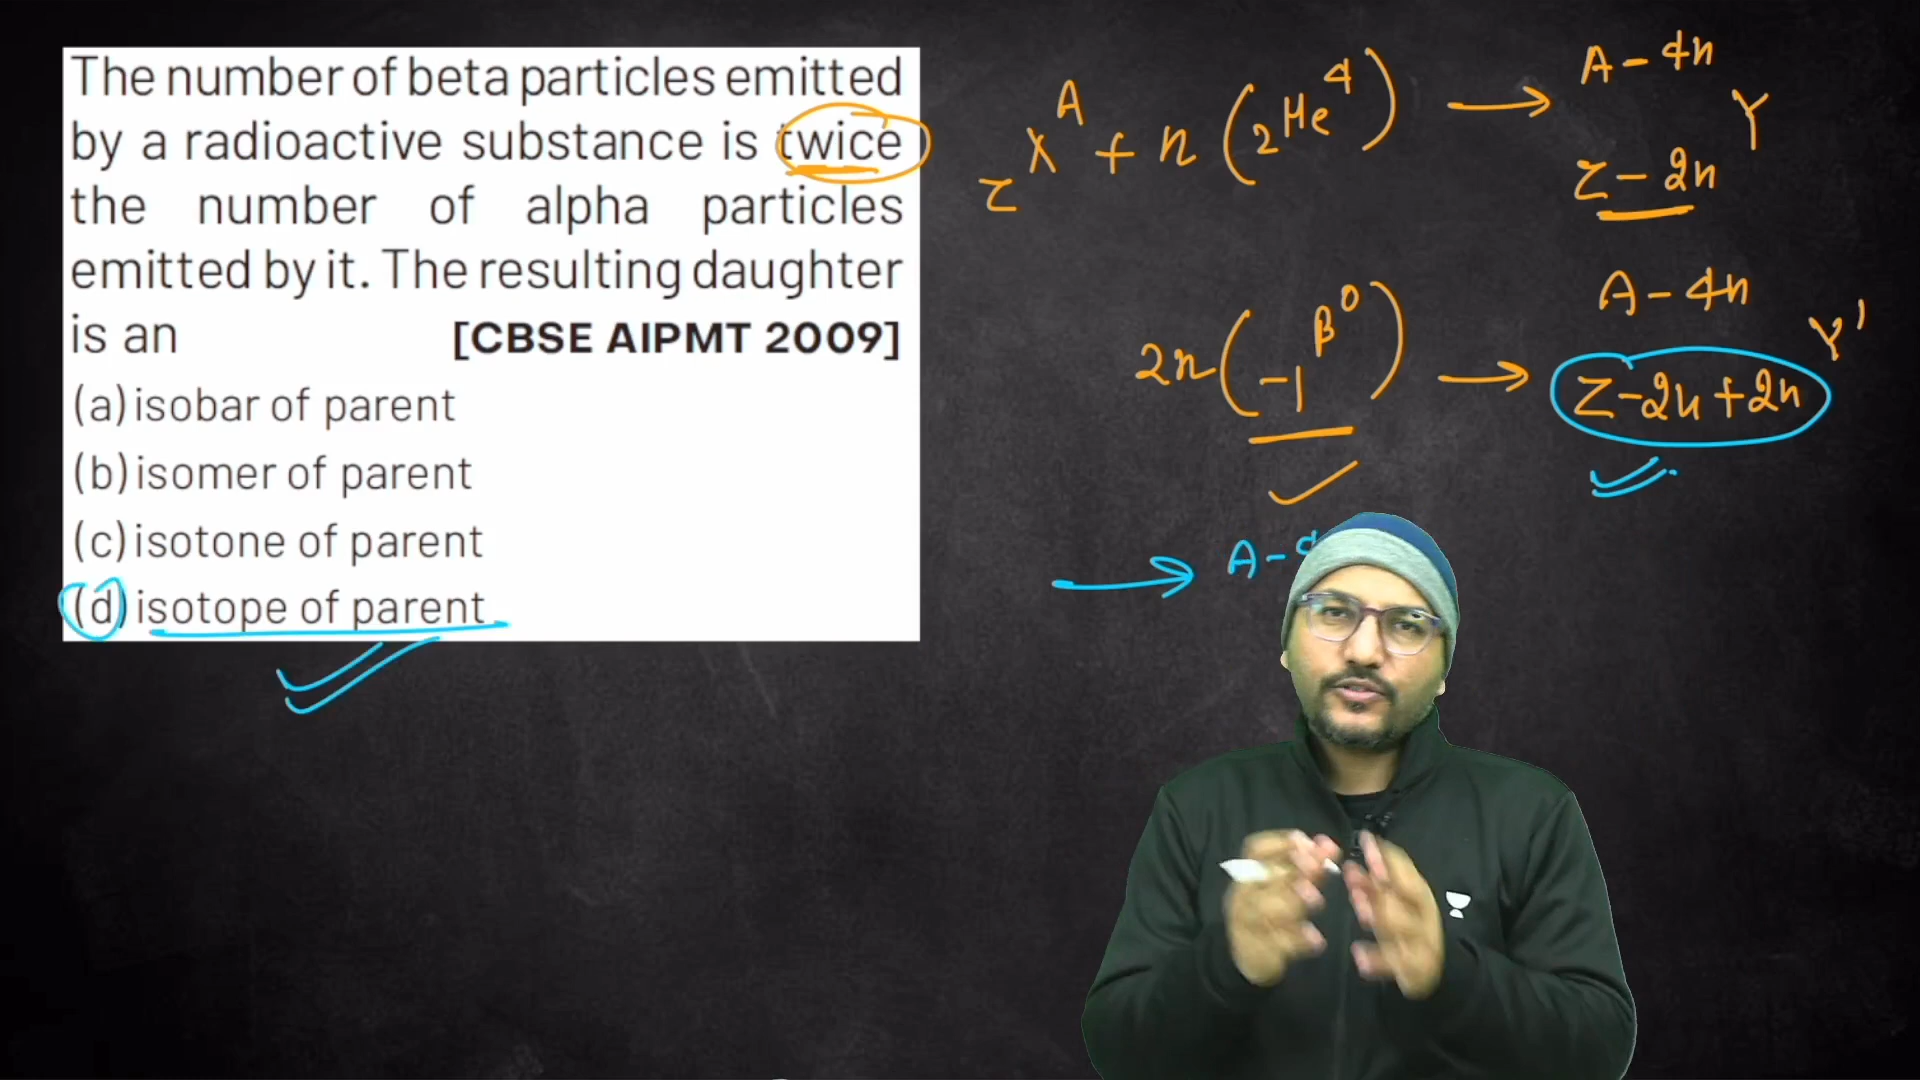 The number of beta particles emitted
by a radioactive substance is twice
the number of alpha particles
emitted by it. The resulting daughter
is an [CBSE AIPMT 2009]
(a) isobar of parent
(b) isomer of parent
(c) isotone of parent
(d) isotope of parent
zX^A + n (2He^4) → A-4n
z-2n Y
2n (-1β^0) → A-4n
z-2n+2n Y'
→ A-4